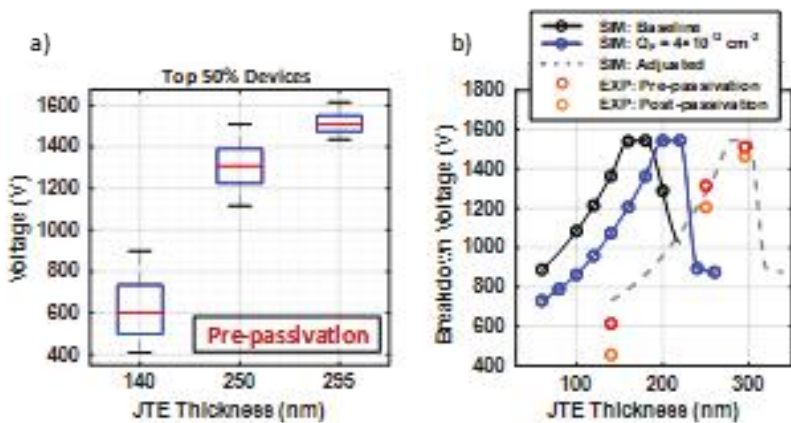 a)
Top 50% Devices
1600
1400
1200
1000
800
600
400
Voltage (V)
Pre-passivation
140
250
295
JTE Thickness (nm)
b)
SIM: Baseline
SIM: Adjusted
EXP: Pre-passivation
EXP: Post-passivation
1800
1600
1400
1200
1000
800
600
400
Breakdown Voltage (V)
100
200
300
JTE Thickness (nm)